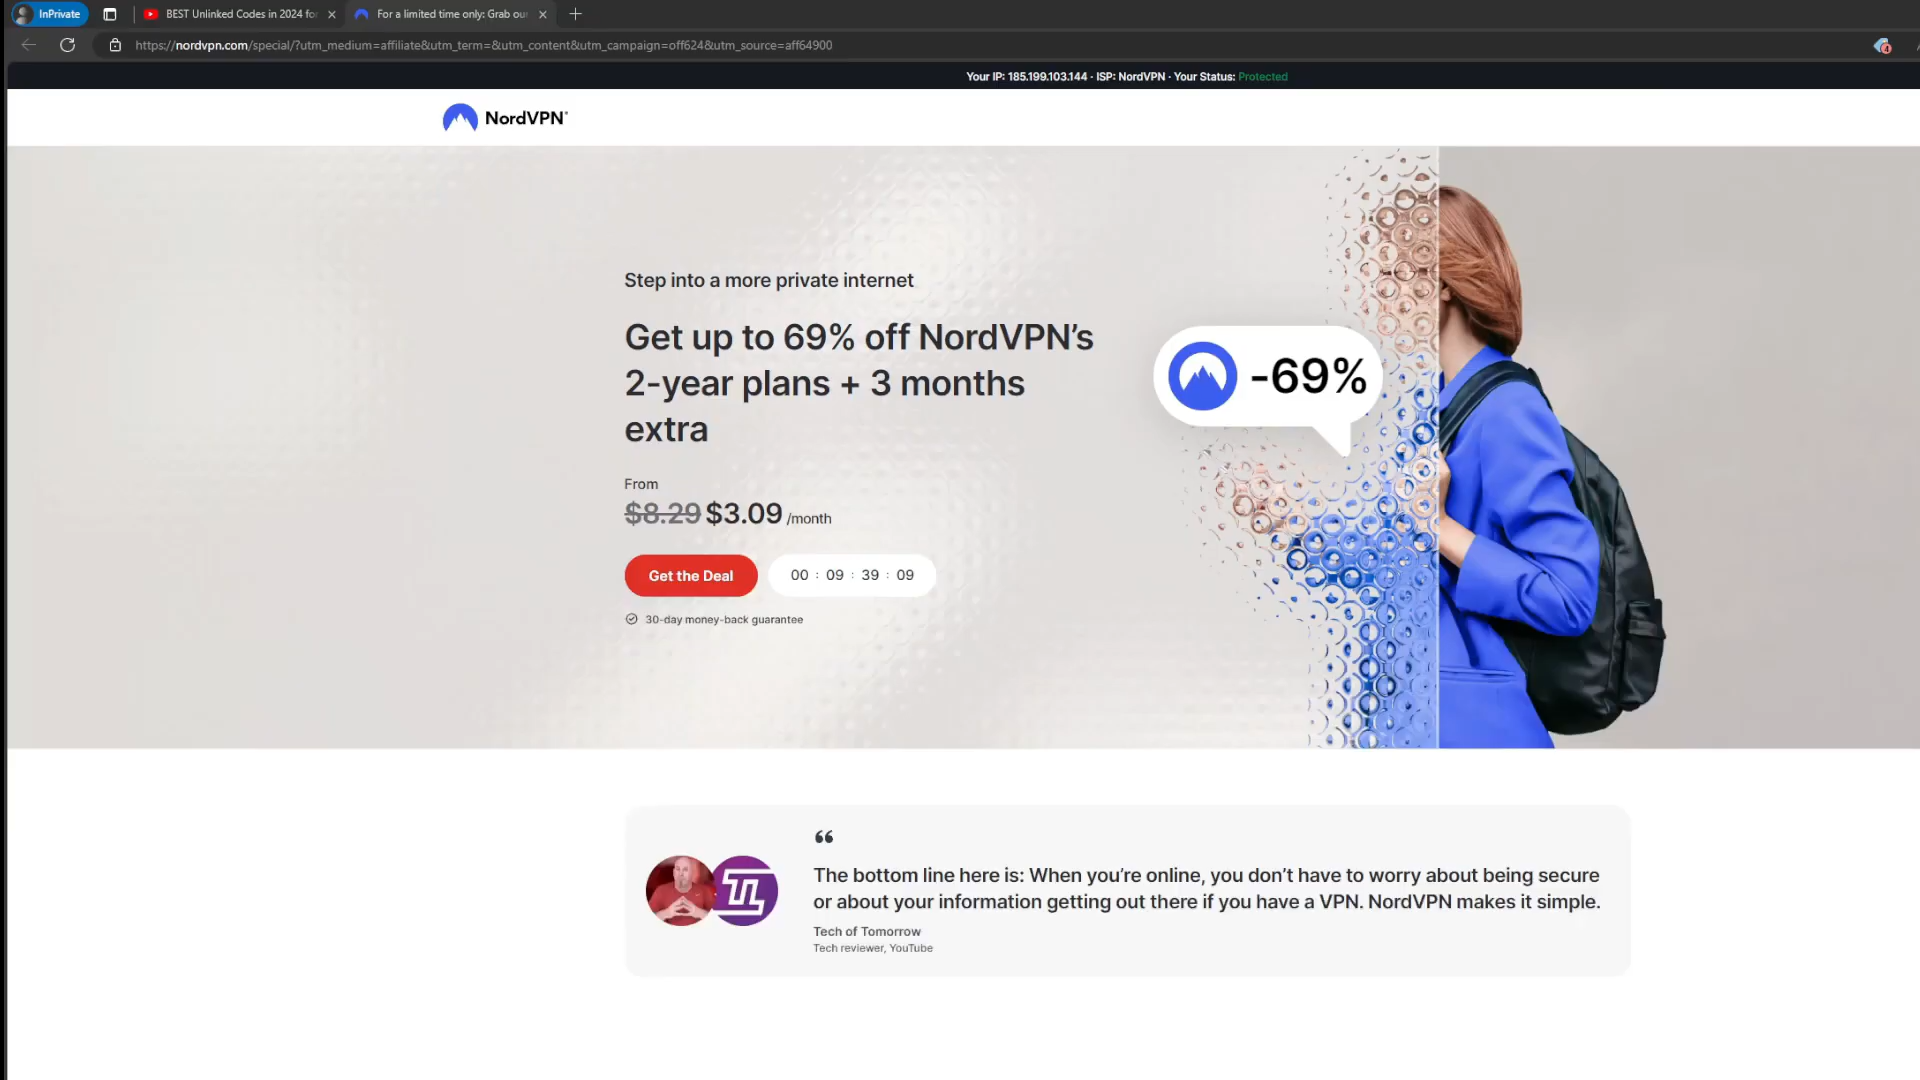 InPrivate
BEST Unlinked Codes in 2024 fo
For a limited time only: Grab ou
https://nordvpn.com/special/?utm_medium=affiliate&utm_term=&utm_content&utm_campaign=off624&utm_source=aff64900
4
Your IP: 185.199.103.144 · ISP: NordVPN · Your Status: Protected
NordVPN®
Step into a more private internet
Get up to 69% off NordVPN’s
2-year plans + 3 months
extra
-69%
From
$8.29 $3.09 /month
Get the Deal
00 : 09 : 39 : 09
30-day money-back guarantee
“
The bottom line here is: When you’re online, you don’t have to worry about being secure
or about your information getting out there if you have a VPN. NordVPN makes it simple.
Tech of Tomorrow
Tech reviewer, YouTube